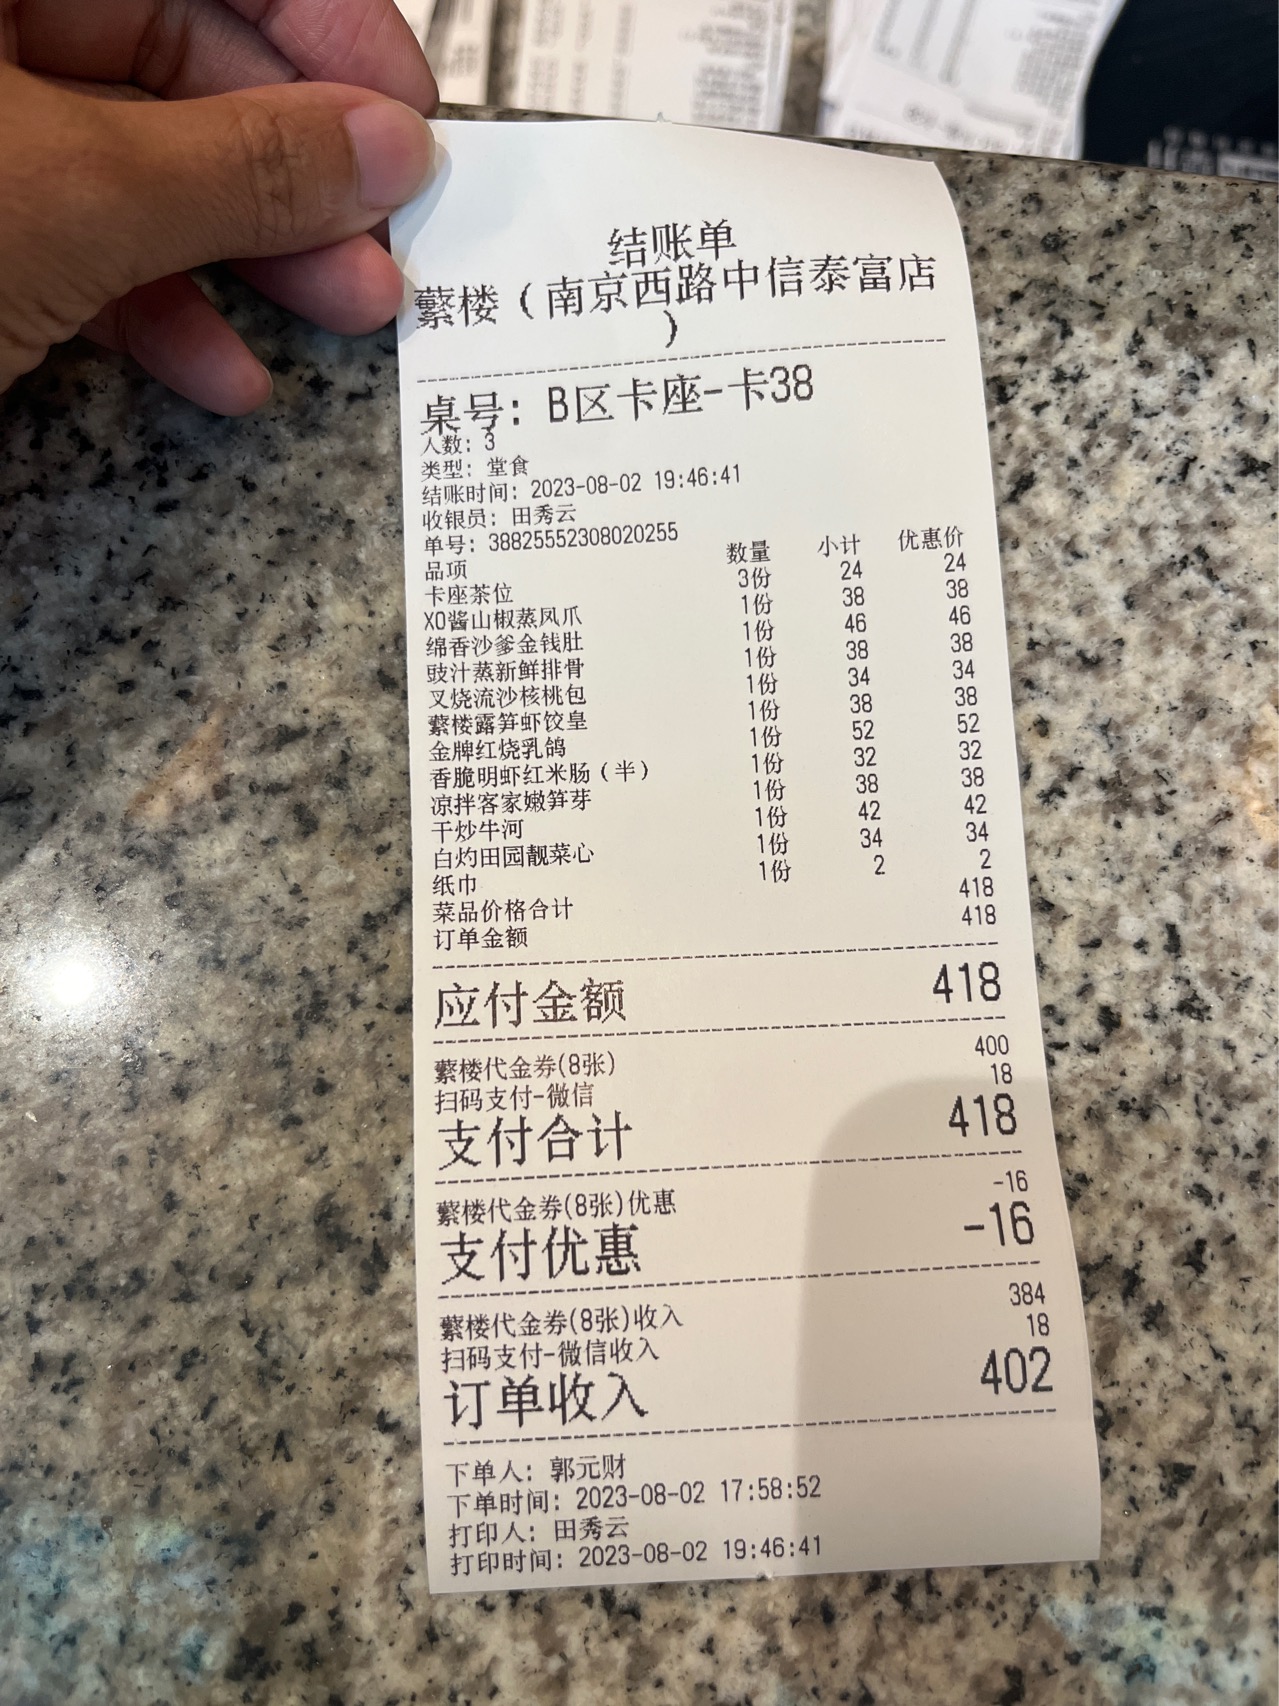 结账单
蘩楼（南京西路中信泰富店
）
桌号: B区卡座-卡38
人数: 3
类型: 堂食
结账时间: 2023-08-02 19:46:41
收银员: 田秀云
单号: 38825552308020255
品项 数量 小计 优惠价
卡座茶位 3份 24 24
XO酱山椒蒸凤爪 1份 38 38
绵香沙爹金钱肚 1份 46 46
豉汁蒸新鲜排骨 1份 38 38
叉烧流沙核桃包 1份 34 34
蘩楼露笋虾饺皇 1份 38 38
金牌红烧乳鸽 1份 52 52
香脆明虾红米肠（半） 1份 32 32
凉拌客家嫩笋芽 1份 38 38
干炒牛河 1份 42 42
白灼田园靓菜心 1份 34 34
纸巾 1份 2 2
菜品价格合计 418
订单金额 418
应付金额 418
蘩楼代金券(8张) 400
扫码支付-微信 18
支付合计 418
蘩楼代金券(8张)优惠 -16
支付优惠 -16
蘩楼代金券(8张)收入 384
扫码支付-微信收入 18
订单收入 402
下单人: 郭元财
下单时间: 2023-08-02 17:58:52
打印人: 田秀云
打印时间: 2023-08-02 19:46:41